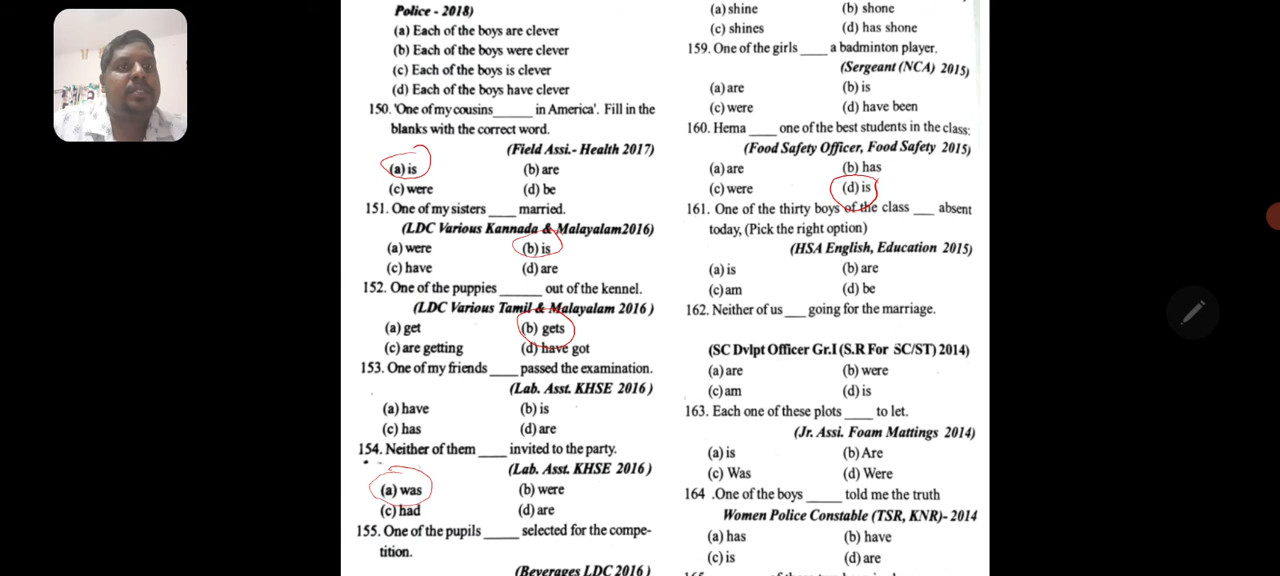 Police - 2018)
(a) Each of the boys are clever
(b) Each of the boys were clever
(c) Each of the boys is clever
(d) Each of the boys have clever
150. 'One of my cousins______ in America'. Fill in the
blanks with the correct word.
(Field Assi.- Health 2017)
(a) is (b) are
(c) were (d) be
151. One of my sisters ____ married.
(LDC Various Kannada & Malayalam2016)
(a) were (b) is
(c) have (d) are
152. One of the puppies ______ out of the kennel.
(LDC Various Tamil & Malayalam 2016 )
(a) get (b) gets
(c) are getting (d) have got
153. One of my friends ____ passed the examination.
(Lab. Asst. KHSE 2016 )
(a) have (b) is
(c) has (d) are
154. Neither of them ____ invited to the party.
(Lab. Asst. KHSE 2016 )
(a) was (b) were
(c) had (d) are
155. One of the pupils _____ selected for the compe-
tition.
(Beverages LDC 2016 )
(a) shine (b) shone
(c) shines (d) has shone
159. One of the girls ____ a badminton player.
(Sergeant (NCA) 2015)
(a) are (b) is
(c) were (d) have been
160. Hema ____ one of the best students in the class:
(Food Safety Officer, Food Safety 2015)
(a) are (b) has
(c) were (d) is
161. One of the thirty boys of the class ___ absent
today, (Pick the right option)
(HSA English, Education 2015)
(a) is (b) are
(c) am (d) be
162. Neither of us ___ going for the marriage.
(SC Dvlpt Officer Gr.I (S.R For SC/ST) 2014)
(a) are (b) were
(c) am (d) is
163. Each one of these plots ____ to let.
(Jr. Assi. Foam Mattings 2014)
(a) is (b) Are
(c) Was (d) Were
164 .One of the boys _____ told me the truth
Women Police Constable (TSR, KNR)- 2014
(a) has (b) have
(c) is (d) are